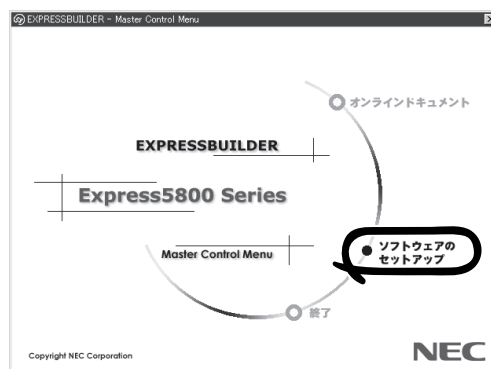 EXPRESSBUILDER - Master Control Menu
オンラインドキュメント
EXPRESSBUILDER
Express5800 Series
ソフトウェアの
セットアップ
Master Control Menu
終了
Copyright NEC Corporation
NEC